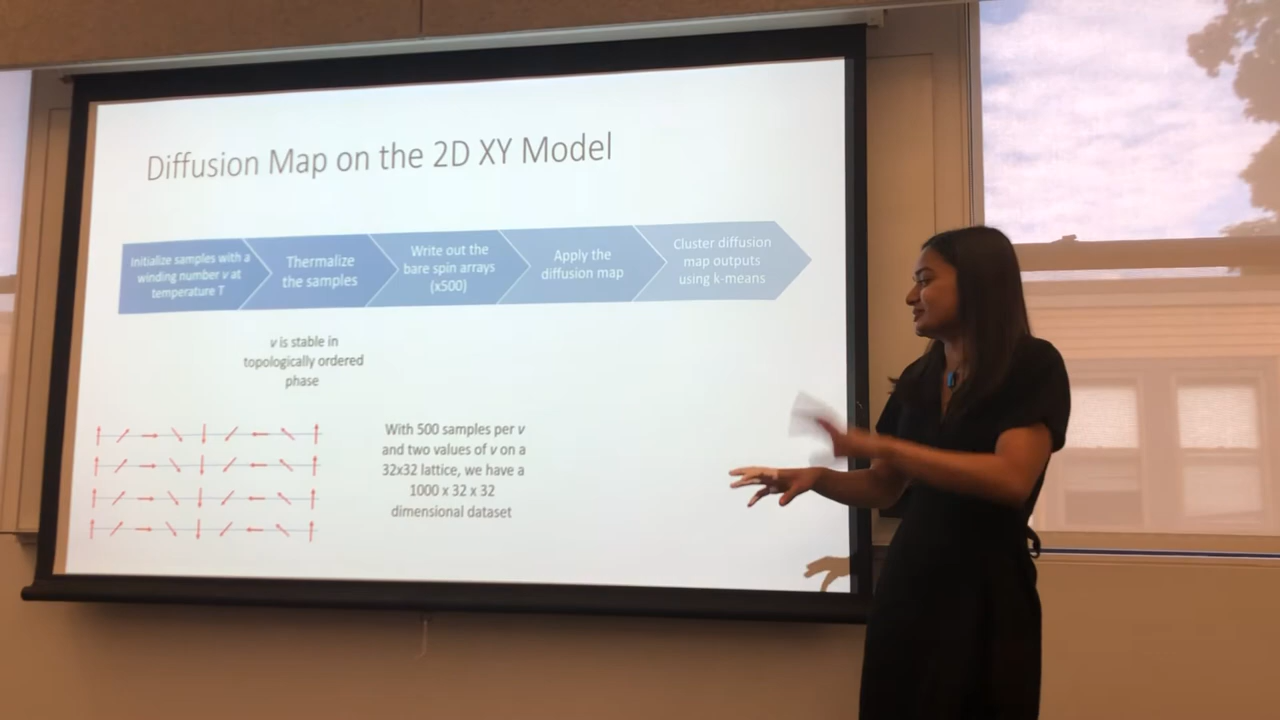 Diffusion Map on the 2D XY Model
Initialize samples with a
winding number v at
temperature T
Thermalize
the samples
Write out the
bare spin arrays
(x500)
Apply the
diffusion map
Cluster diffusion
map outputs
using k-means
v is stable in
topologically ordered
phase
With 500 samples per v
and two values of v on a
32x32 lattice, we have a
1000 x 32 x 32
dimensional dataset